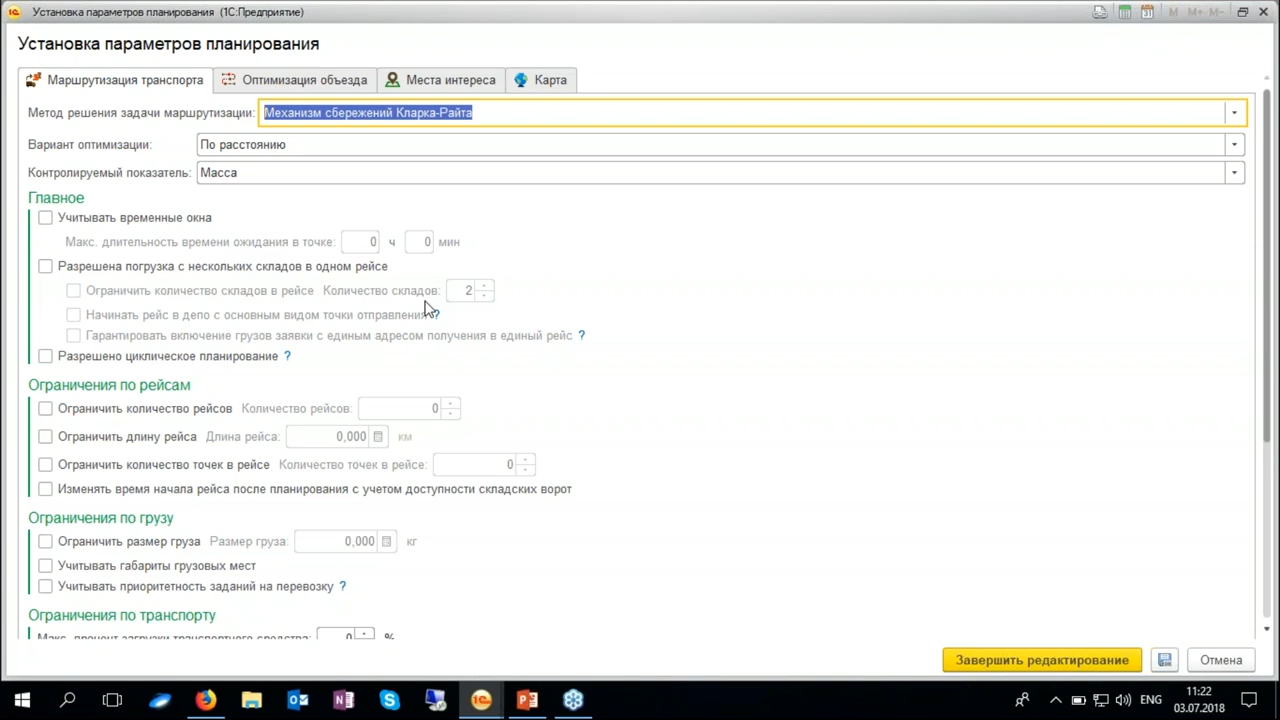 Установка параметров планирования (1С:Предприятие)
M M+ M-
Установка параметров планирования
Маршрутизация транспорта Оптимизация объезда Места интереса Карта
Метод решения задачи маршрутизации: Механизм сбережений Кларка-Райта
Вариант оптимизации: По расстоянию
Контролируемый показатель: Масса
Главное
Учитывать временные окна
Макс. длительность времени ожидания в точке: 0 ч 0 мин
Разрешена погрузка с нескольких складов в одном рейсе
Ограничить количество складов в рейсе Количество складов: 2
Начинать рейс в депо с основным видом точки отправления ?
Гарантировать включение грузов заявки с единым адресом получения в единый рейс ?
Разрешено циклическое планирование ?
Ограничения по рейсам
Ограничить количество рейсов Количество рейсов: 0
Ограничить длину рейса Длина рейса: 0,000 км
Ограничить количество точек в рейсе Количество точек в рейсе: 0
Изменять время начала рейса после планирования с учетом доступности складских ворот
Ограничения по грузу
Ограничить размер груза Размер груза: 0,000 кг
Учитывать габариты грузовых мест
Учитывать приоритетность заданий на перевозку ?
Ограничения по транспорту
Макс. процент загрузки транспортного средства: 0 %
Завершить редактирование Отмена
ENG 11:22
03.07.2018